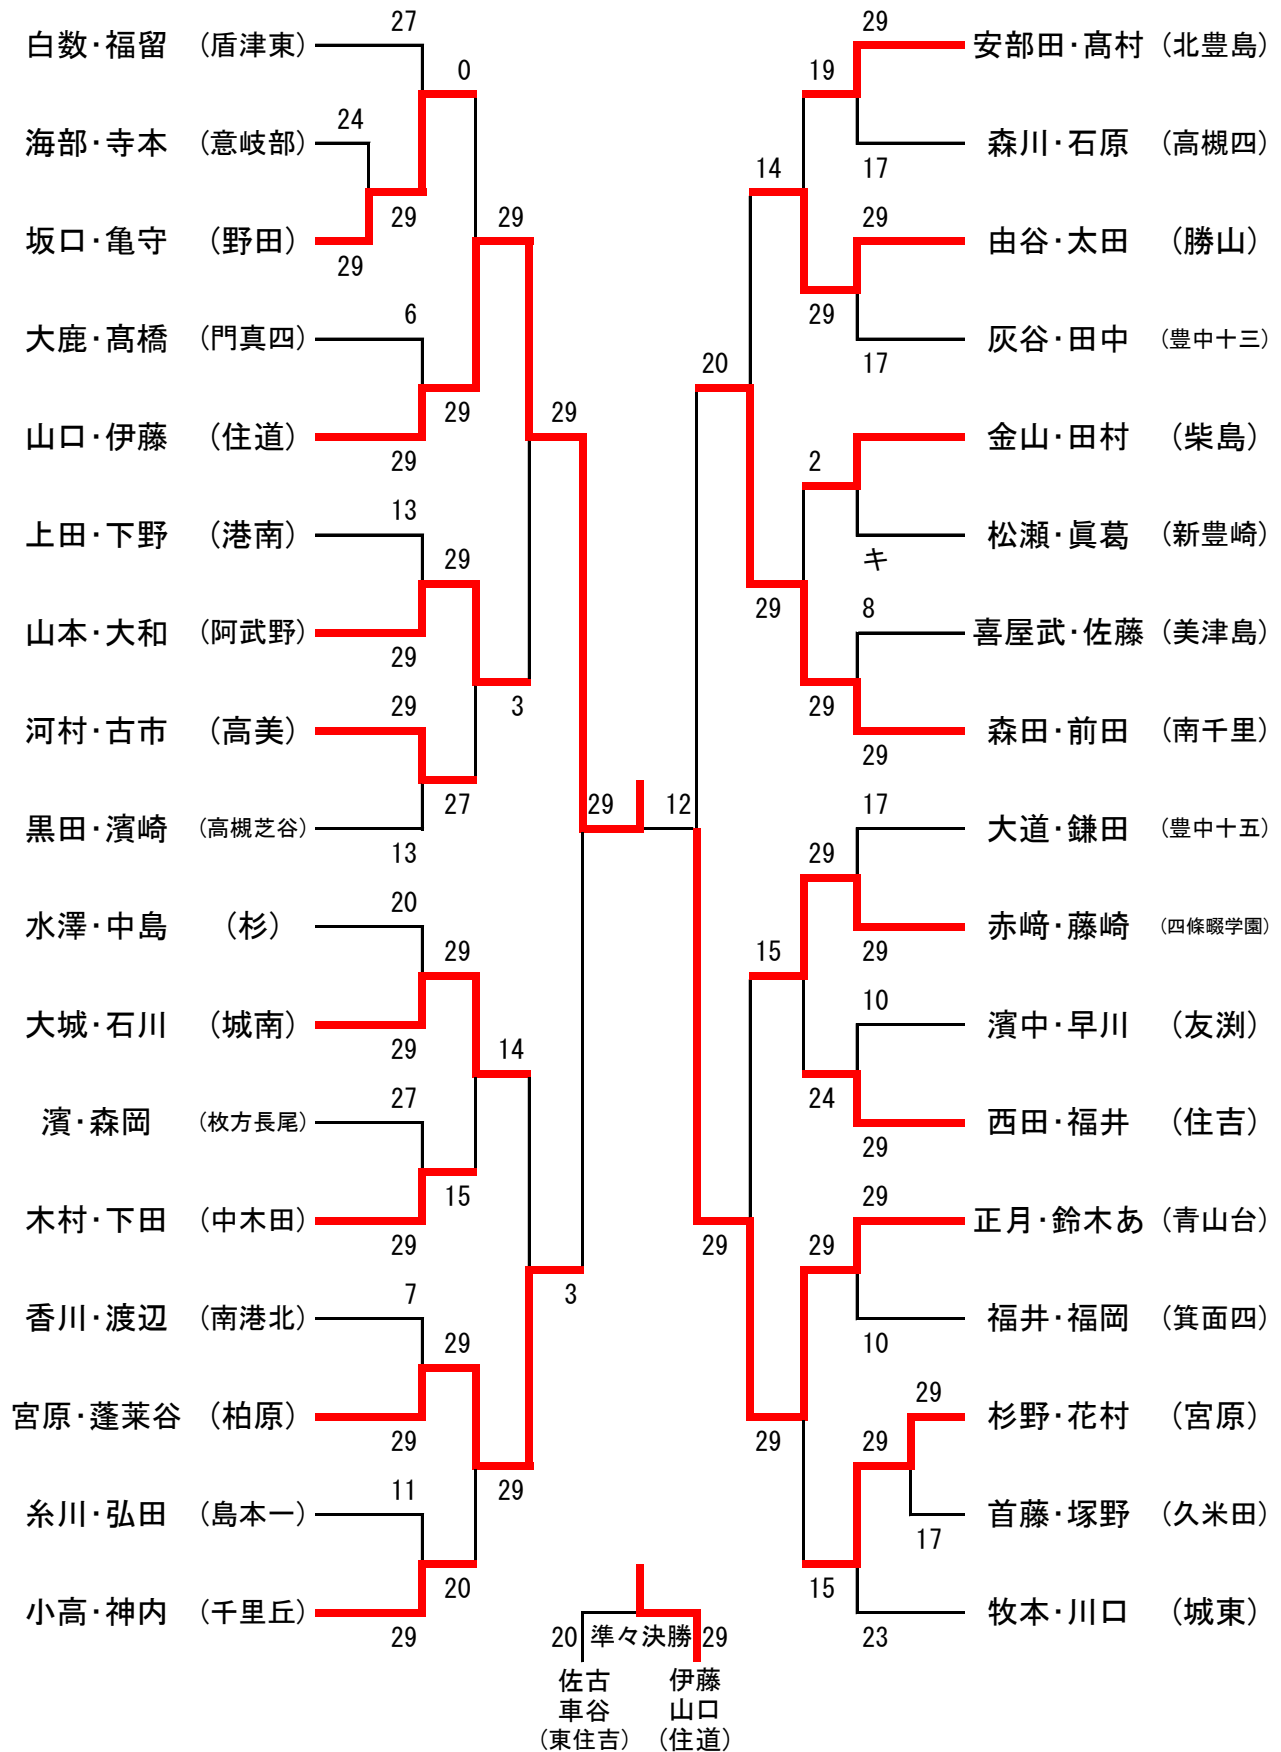 白数・福留 (盾津東)
27
0
海部・寺本 (意岐部)
24
29
29
坂口・亀守 (野田)
29
大鹿・髙橋 (門真四)
6
29
29
山口・伊藤 (住道)
29
上田・下野 (港南)
13
29
山本・大和 (阿武野)
29
河村・古市 (高美)
29
3
27
黒田・濱崎 (高槻芝谷)
13
29
水澤・中島 (杉)
20
29
大城・石川 (城南)
29
14
濱・森岡 (枚方長尾)
27
15
木村・下田 (中木田)
29
香川・渡辺 (南港北)
7
3
29
宮原・蓬莱谷 (柏原)
29
糸川・弘田 (島本一)
11
29
20
小高・神内 (千里丘)
29
29
安部田・髙村 (北豊島)
19
森川・石原 (高槻四)
17
14
29
由谷・太田 (勝山)
29
灰谷・田中 (豊中十三)
17
20
金山・田村 (柴島)
2
松瀬・眞葛 (新豊崎)
キ
29
8
喜屋武・佐藤 (美津島)
29
森田・前田 (南千里)
29
12
17
大道・鎌田 (豊中十五)
29
赤﨑・藤崎 (四條畷学園)
29
15
10
濱中・早川 (友渕)
24
西田・福井 (住吉)
29
29
正月・鈴木あ (青山台)
29
29
福井・福岡 (箕面四)
10
29
杉野・花村 (宮原)
29
29
首藤・塚野 (久米田)
17
15
牧本・川口 (城東)
23
20 準々決勝 29
佐古 伊藤
車谷 山口
(東住吉) (住道)